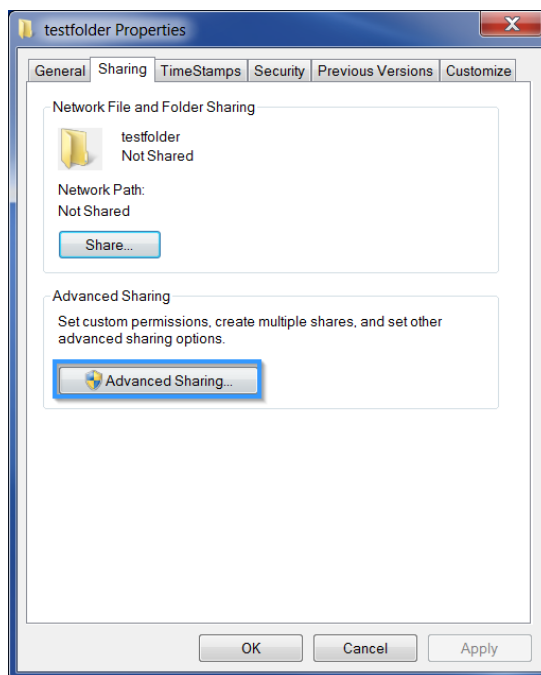 testfolder Properties
General Sharing TimeStamps Security Previous Versions Customize
Network File and Folder Sharing
testfolder
Not Shared
Network Path:
Not Shared
Share...
Advanced Sharing
Set custom permissions, create multiple shares, and set other
advanced sharing options.
Advanced Sharing...
OK Cancel Apply